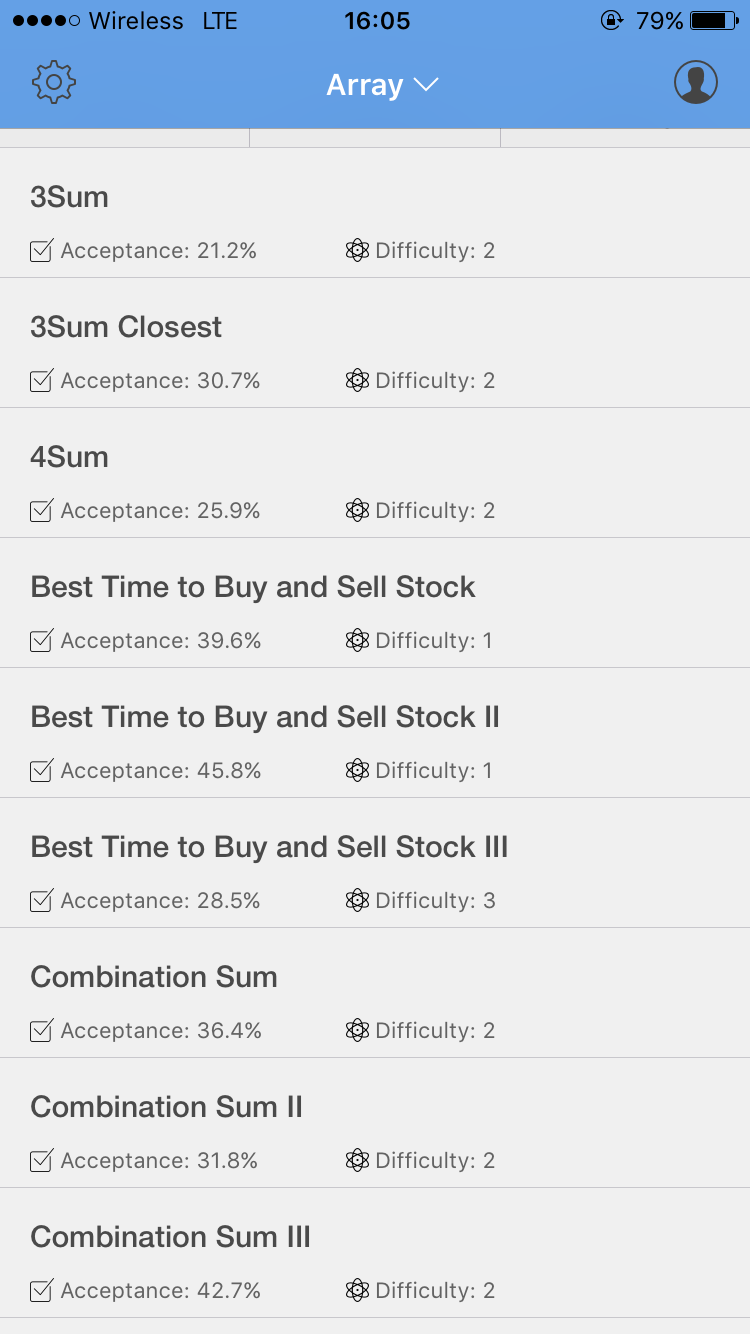 Wireless LTE 16:05 79%
Array
3Sum
Acceptance: 21.2% Difficulty: 2
3Sum Closest
Acceptance: 30.7% Difficulty: 2
4Sum
Acceptance: 25.9% Difficulty: 2
Best Time to Buy and Sell Stock
Acceptance: 39.6% Difficulty: 1
Best Time to Buy and Sell Stock II
Acceptance: 45.8% Difficulty: 1
Best Time to Buy and Sell Stock III
Acceptance: 28.5% Difficulty: 3
Combination Sum
Acceptance: 36.4% Difficulty: 2
Combination Sum II
Acceptance: 31.8% Difficulty: 2
Combination Sum III
Acceptance: 42.7% Difficulty: 2